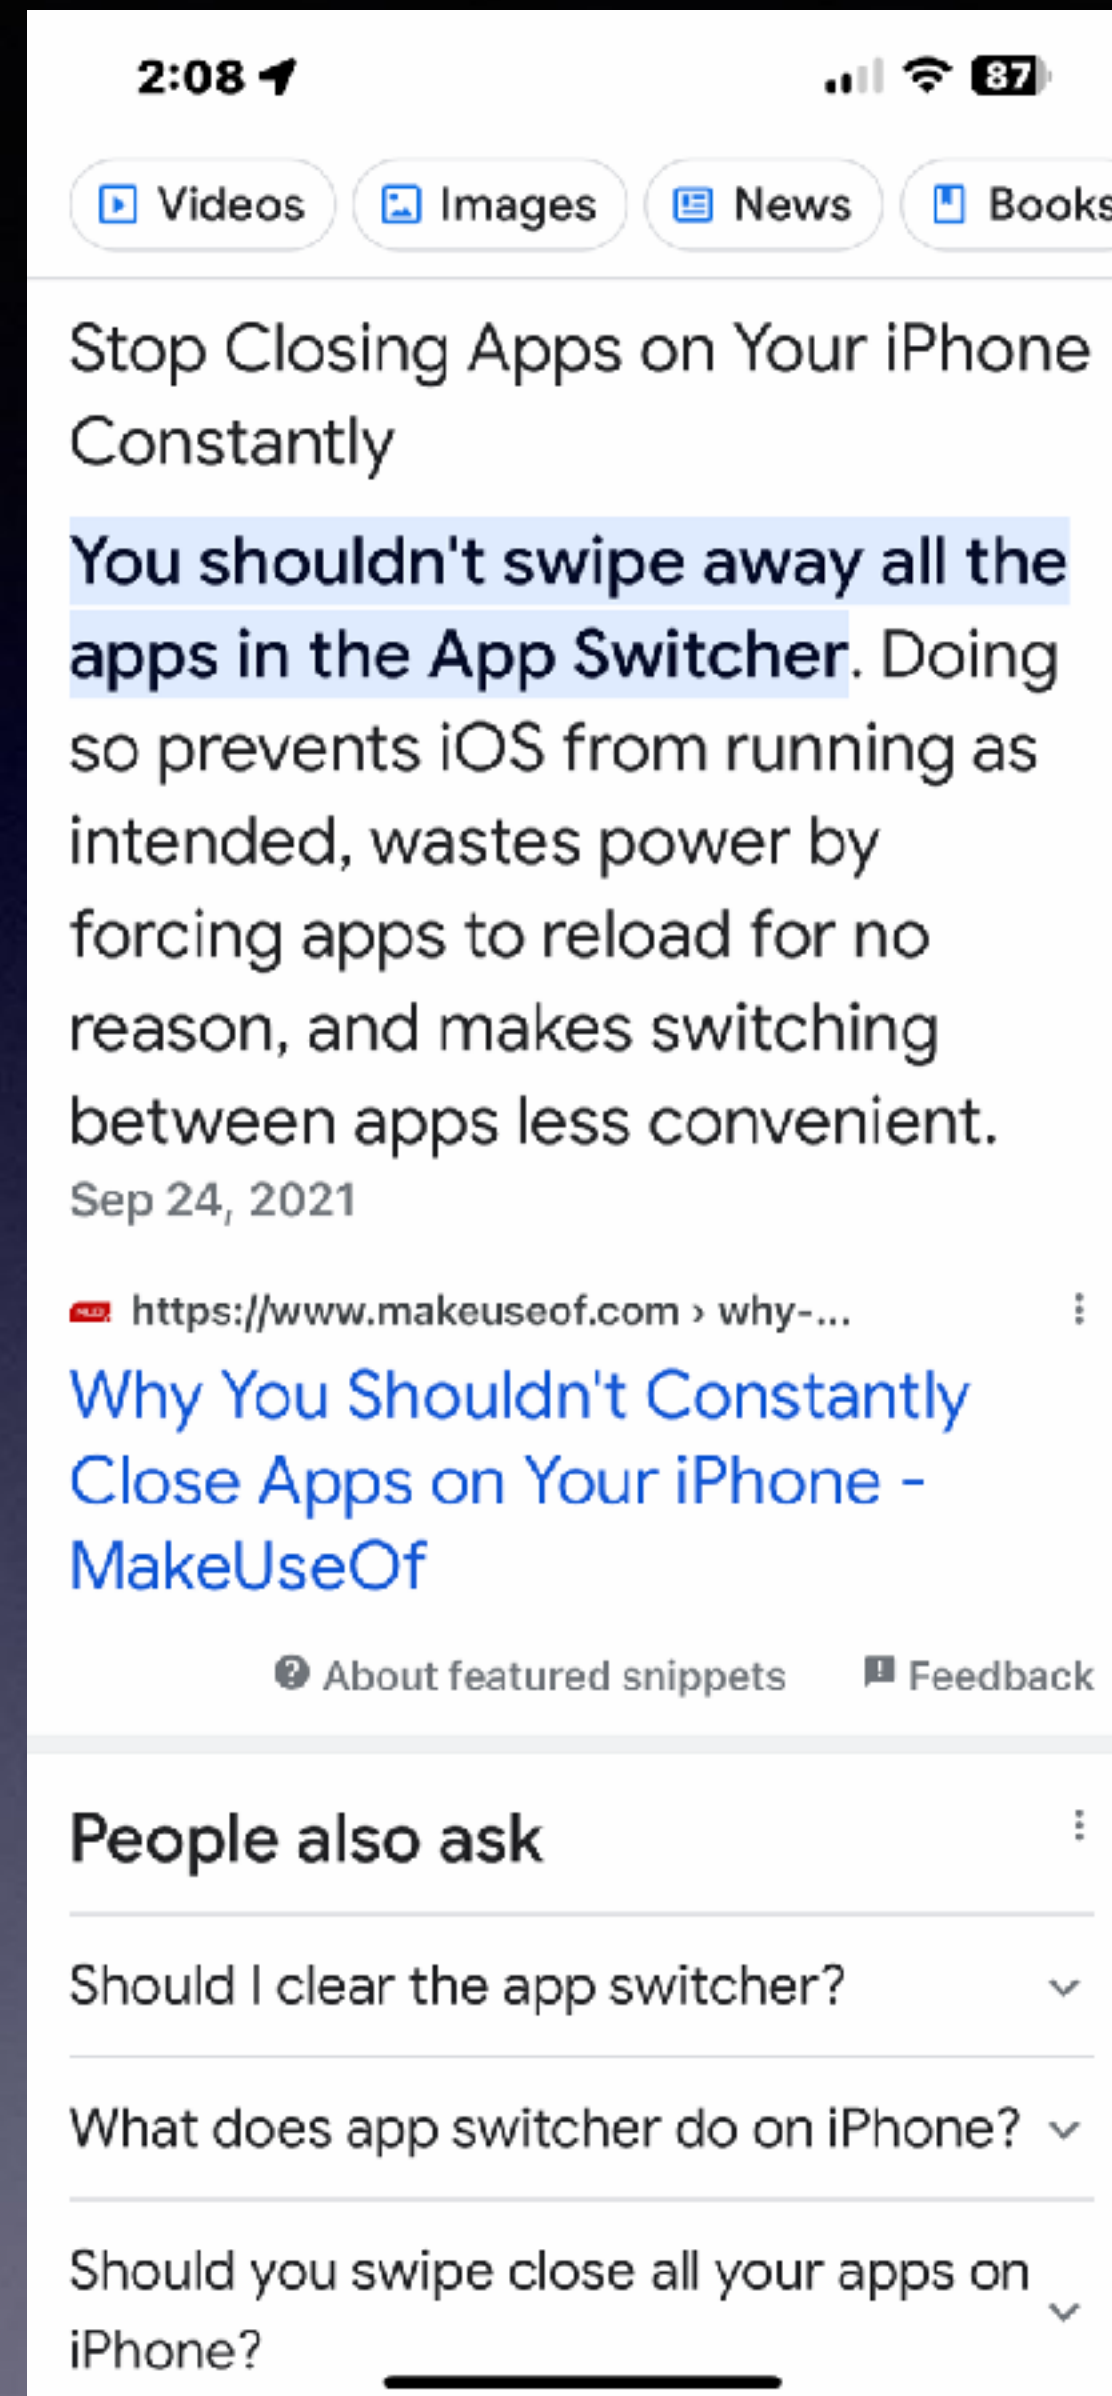 2:08 87
Videos Images News Books
Stop Closing Apps on Your iPhone
Constantly
You shouldn't swipe away all the
apps in the App Switcher. Doing
so prevents iOS from running as
intended, wastes power by
forcing apps to reload for no
reason, and makes switching
between apps less convenient.
Sep 24, 2021
https://www.makeuseof.com › why-...
Why You Shouldn't Constantly
Close Apps on Your iPhone -
MakeUseOf
About featured snippets Feedback
People also ask
Should I clear the app switcher?
What does app switcher do on iPhone?
Should you swipe close all your apps on
iPhone?